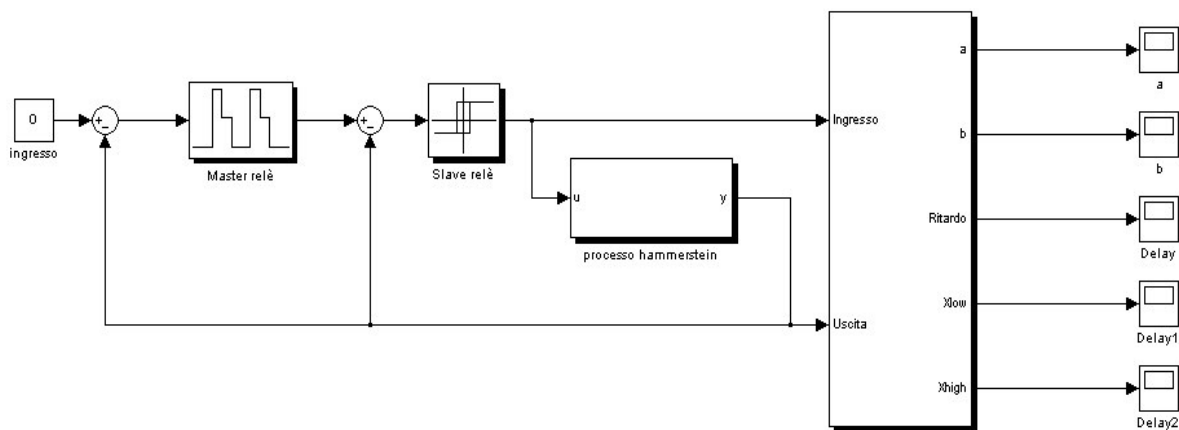 0
ingresso
+
−
Master relè
+
−
Slave relè
u
y
processo hammerstein
Ingresso
Uscita
a
b
Ritardo
Xlow
Xhigh
a
b
Delay
Delay1
Delay2